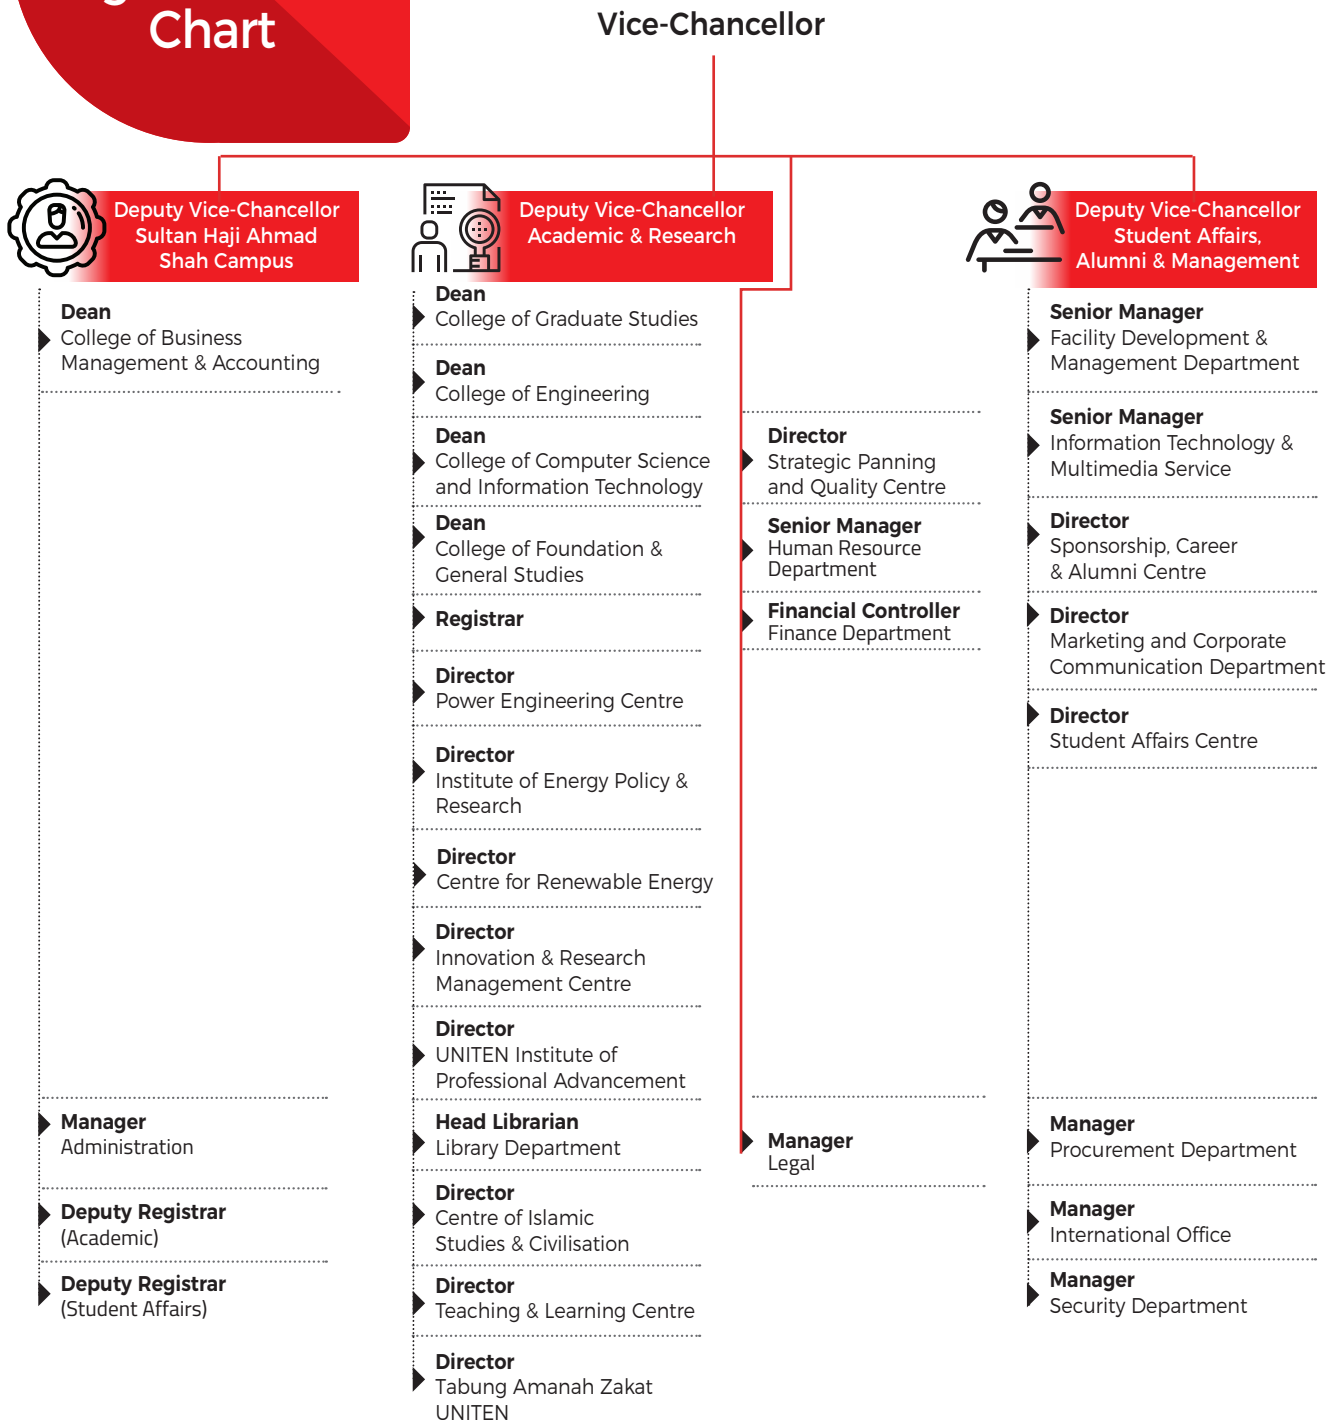 Chart
Vice-Chancellor
Deputy Vice-Chancellor
Sultan Haji Ahmad
Shah Campus
Dean
College of Business
Management & Accounting
Manager
Administration
Deputy Registrar
(Academic)
Deputy Registrar
(Student Affairs)
Deputy Vice-Chancellor
Academic & Research
Dean
College of Graduate Studies
Dean
College of Engineering
Dean
College of Computer Science
and Information Technology
Dean
College of Foundation &
General Studies
Registrar
Director
Power Engineering Centre
Director
Institute of Energy Policy &
Research
Director
Centre for Renewable Energy
Director
Innovation & Research
Management Centre
Director
UNITEN Institute of
Professional Advancement
Head Librarian
Library Department
Director
Centre of Islamic
Studies & Civilisation
Director
Teaching & Learning Centre
Director
Tabung Amanah Zakat
UNITEN
Director
Strategic Panning
and Quality Centre
Senior Manager
Human Resource
Department
Financial Controller
Finance Department
Manager
Legal
Deputy Vice-Chancellor
Student Affairs,
Alumni & Management
Senior Manager
Facility Development &
Management Department
Senior Manager
Information Technology &
Multimedia Service
Director
Sponsorship, Career
& Alumni Centre
Director
Marketing and Corporate
Communication Department
Director
Student Affairs Centre
Manager
Procurement Department
Manager
International Office
Manager
Security Department